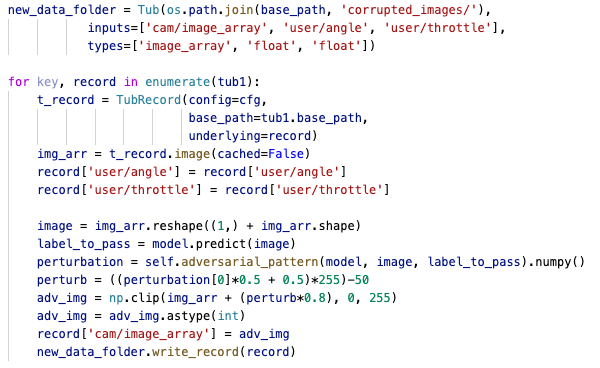 new_data_folder = Tub(os.path.join(base_path, 'corrupted_images/'),
            inputs=['cam/image_array', 'user/angle', 'user/throttle'],
            types=['image_array', 'float', 'float'])

for key, record in enumerate(tub1):
    t_record = TubRecord(config=cfg,
                         base_path=tub1.base_path,
                         underlying=record)
    img_arr = t_record.image(cached=False)
    record['user/angle'] = record['user/angle']
    record['user/throttle'] = record['user/throttle']

    image = img_arr.reshape((1,) + img_arr.shape)
    label_to_pass = model.predict(image)
    perturbation = self.adversarial_pattern(model, image, label_to_pass).numpy()
    perturb = ((perturbation[0]*0.5 + 0.5)*255)-50
    adv_img = np.clip(img_arr + (perturb*0.8), 0, 255)
    adv_img = adv_img.astype(int)
    record['cam/image_array'] = adv_img
    new_data_folder.write_record(record)